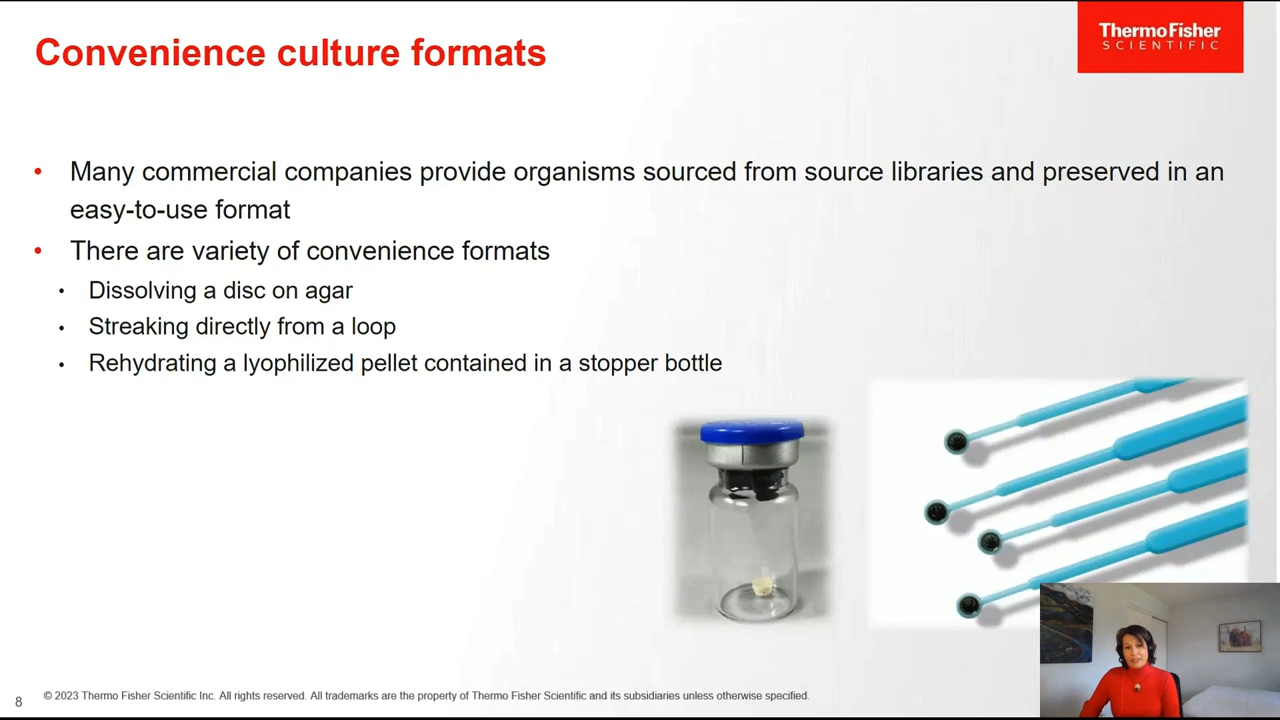 Convenience culture formats
ThermoFisher
SCIENTIFIC
• Many commercial companies provide organisms sourced from source libraries and preserved in an
easy-to-use format
• There are variety of convenience formats
• Dissolving a disc on agar
• Streaking directly from a loop
• Rehydrating a lyophilized pellet contained in a stopper bottle
8
© 2023 Thermo Fisher Scientific Inc. All rights reserved. All trademarks are the property of Thermo Fisher Scientific and its subsidiaries unless otherwise specified.